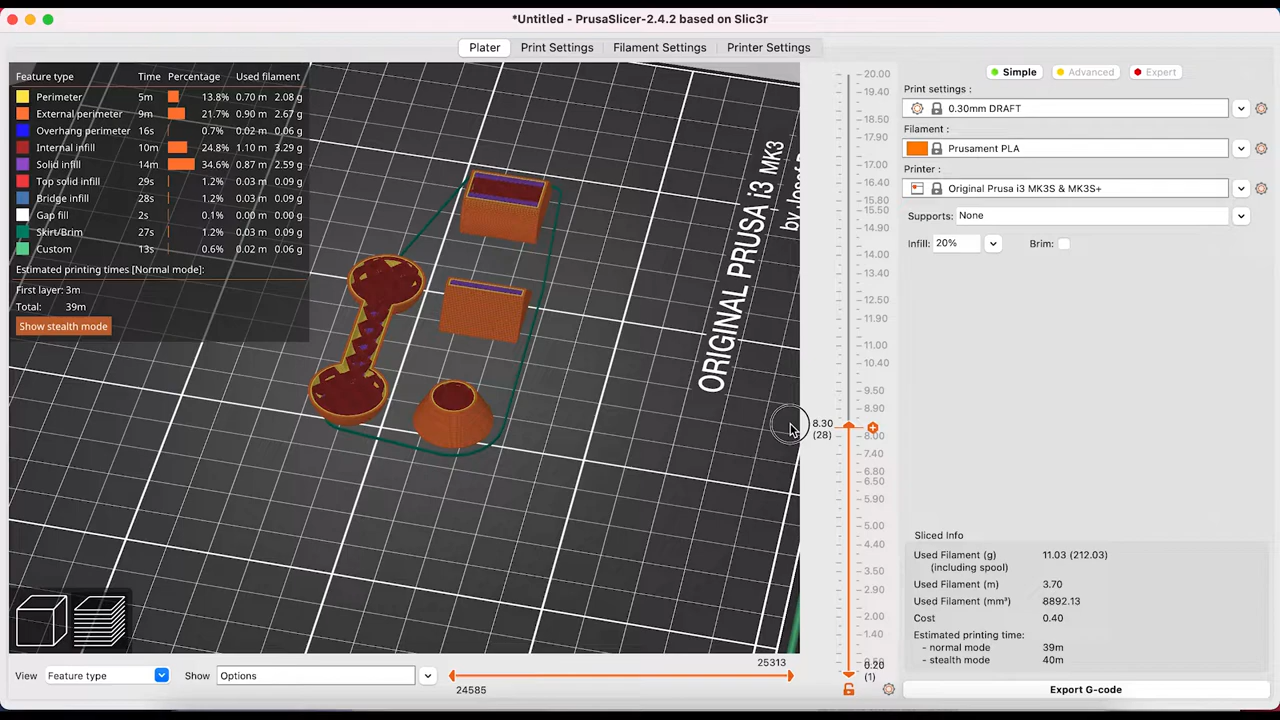 *Untitled - PrusaSlicer-2.4.2 based on Slic3r
Plater Print Settings Filament Settings Printer Settings
Feature type Time Percentage Used filament
Perimeter 5m 13.8% 0.70 m 2.08 g
External perimeter 9m 21.7% 0.90 m 2.67 g
Overhang perimeter 16s 0.7% 0.02 m 0.06 g
Internal infill 10m 24.8% 1.10 m 3.29 g
Solid infill 14m 34.6% 0.87 m 2.59 g
Top solid infill 29s 1.2% 0.03 m 0.09 g
Bridge infill 28s 1.2% 0.03 m 0.09 g
Gap fill 2s 0.1% 0.00 m 0.00 g
Skirt/Brim 27s 1.2% 0.02 m 0.06 g
Custom 13s 0.6% 0.02 m 0.06 g
Estimated printing times [Normal mode]:
First layer: 3m
Total: 39m
Show stealth mode
ORIGINAL PRUSA i3 MK3
by Josef
20.00
19.40
18.50
17.90
17.00
16.40
15.80
15.50
14.90
14.00
13.40
12.50
11.90
11.00
10.40
9.50
8.90
8.30
(28)
8.00
7.40
6.80
6.50
5.90
5.00
4.40
3.50
2.90
2.00
1.40
0.20
(1)
Simple Advanced Expert
Print settings :
0.30mm DRAFT
Filament :
Prusament PLA
Printer :
Original Prusa i3 MK3S & MK3S+
Supports: None
Infill: 20% Brim:
Sliced Info
Used Filament (g) 11.03 (212.03)
(including spool)
Used Filament (m) 3.70
Used Filament (mm³) 8892.13
Cost 0.40
Estimated printing time:
- normal mode 39m
- stealth mode 40m
Export G-code
View Feature type Show Options
25313
24585